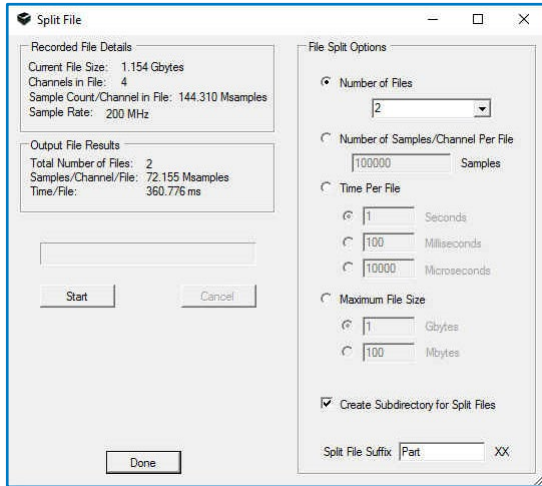 Split File
Recorded File Details
Current File Size: 1.154 Gbytes
Channels in File: 4
Sample Count/Channel in File: 144.310 Msamples
Sample Rate: 200 MHz
Output File Results
Total Number of Files: 2
Samples/Channel/File: 72.155 Msamples
Time/File: 360.776 ms
Start
Cancel
Done
File Split Options
Number of Files
2
Number of Samples/Channel Per File
100000 Samples
Time Per File
1 Seconds
100 Milliseconds
10000 Microseconds
Maximum File Size
1 Gbytes
100 Mbytes
Create Subdirectory for Split Files
Split File Suffix Part XX